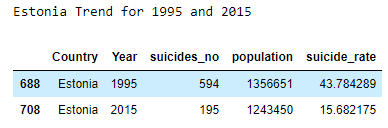 Estonia Trend for 1995 and 2015
Country Year suicides_no population suicide_rate
688 Estonia 1995 594 1356651 43.784289
708 Estonia 2015 195 1243450 15.682175